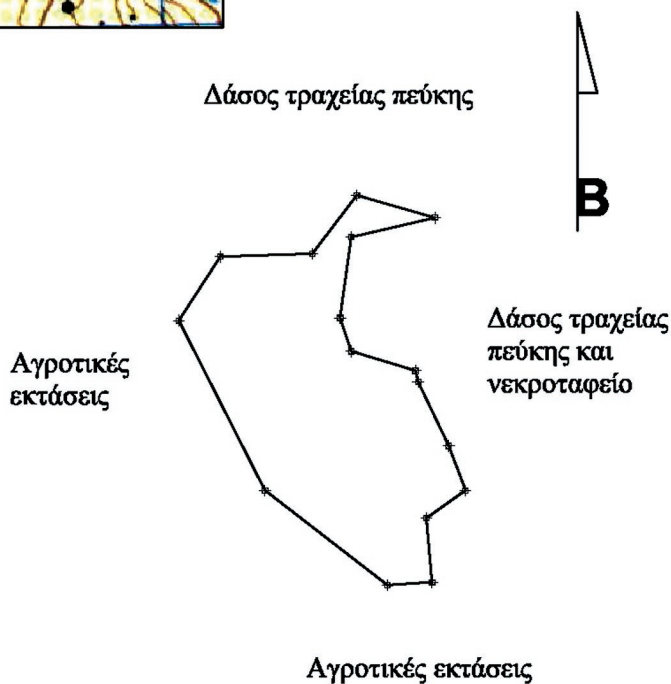 Δάσος τραχείας πεύκης
Β
Δάσος τραχείας
πεύκης και
νεκροταφείο
Αγροτικές
εκτάσεις
Αγροτικές εκτάσεις